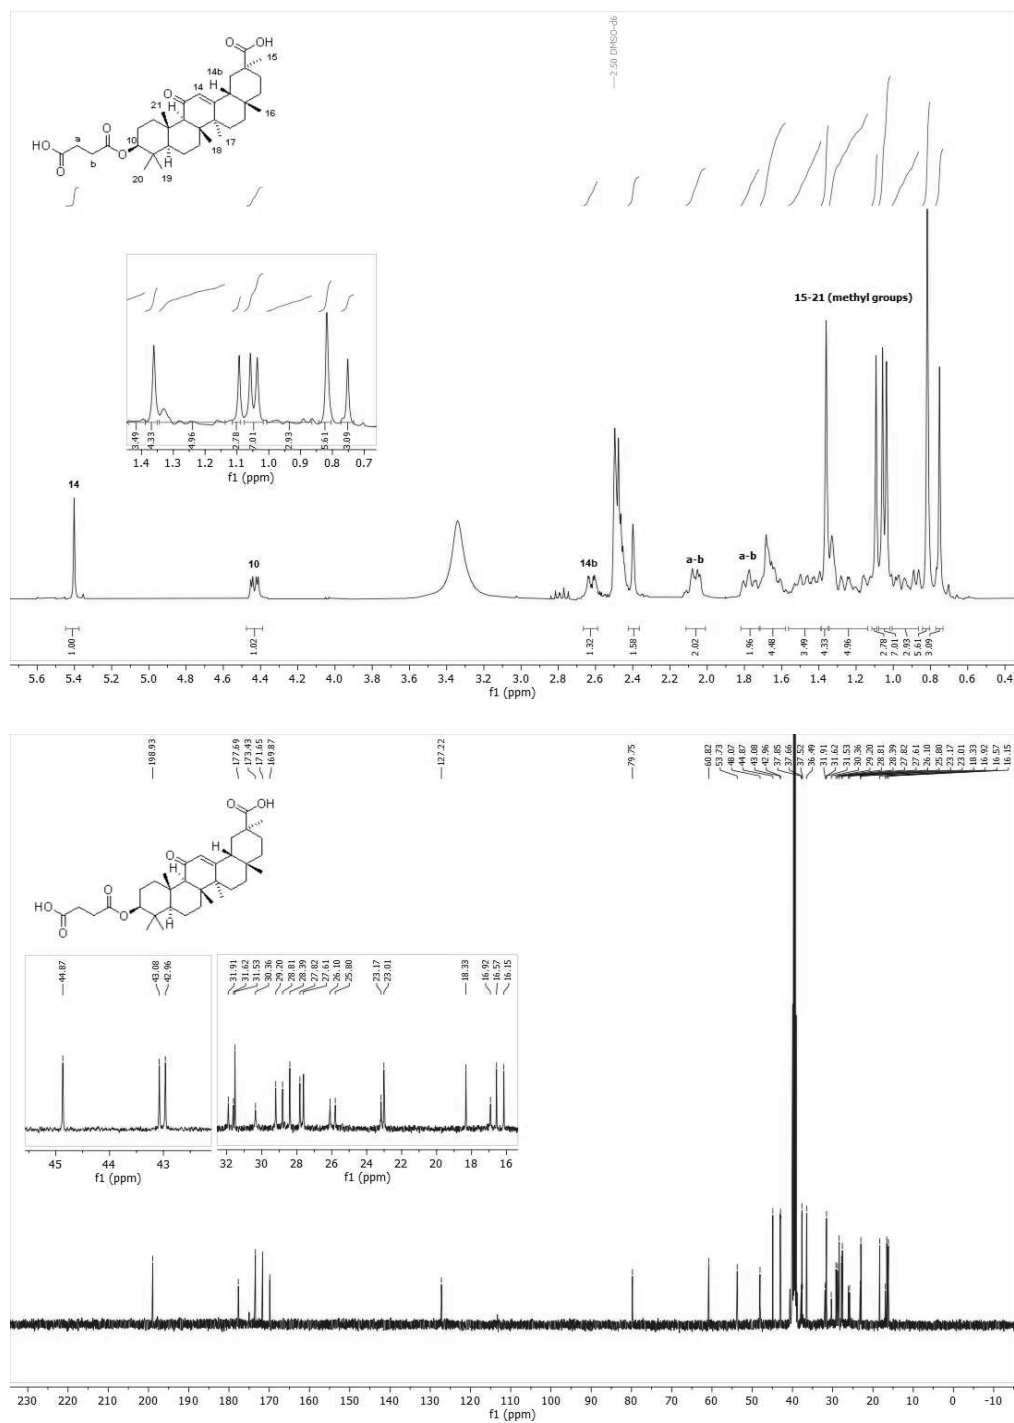 2.50 DMSO-d6
O
OH
15
14b
H
14
O
21
H
16
10
17
18
a
O
HO
O
b
O
H
20
19
15-21 (methyl groups)
3.49
4.33
4.96
2.78
7.01
2.93
5.61
3.09
1.4 1.3 1.2 1.1 1.0 0.9 0.8 0.7
f1 (ppm)
14
10
14b
a-b
a-b
1.00
1.02
1.32
1.58
2.02
1.96
4.48
3.49
4.33
4.96
2.78
7.01
2.93
5.61
3.09
5.6 5.4 5.2 5.0 4.8 4.6 4.4 4.2 4.0 3.8 3.6 3.4 3.2 3.0 2.8 2.6 2.4 2.2 2.0 1.8 1.6 1.4 1.2 1.0 0.8 0.6 0.4
f1 (ppm)
198.93
177.69
173.43
171.65
169.87
127.22
79.75
60.82
53.73
48.07
44.87
43.08
42.96
37.85
37.66
37.52
36.49
31.91
31.62
31.53
30.36
29.20
28.81
28.39
27.82
27.61
26.10
25.80
23.17
23.01
18.33
16.92
16.57
16.15
O
OH
H
O
H
O
HO
O
O
H
44.87
43.08
42.96
45 44 43
f1 (ppm)
31.91
31.62
31.53
30.36
29.20
28.81
28.39
27.82
27.61
26.10
25.80
23.17
23.01
18.33
16.92
16.57
16.15
32 30 28 26 24 22 20 18 16
f1 (ppm)
230 220 210 200 190 180 170 160 150 140 130 120 110 100 90 80 70 60 50 40 30 20 10 0 -10
f1 (ppm)